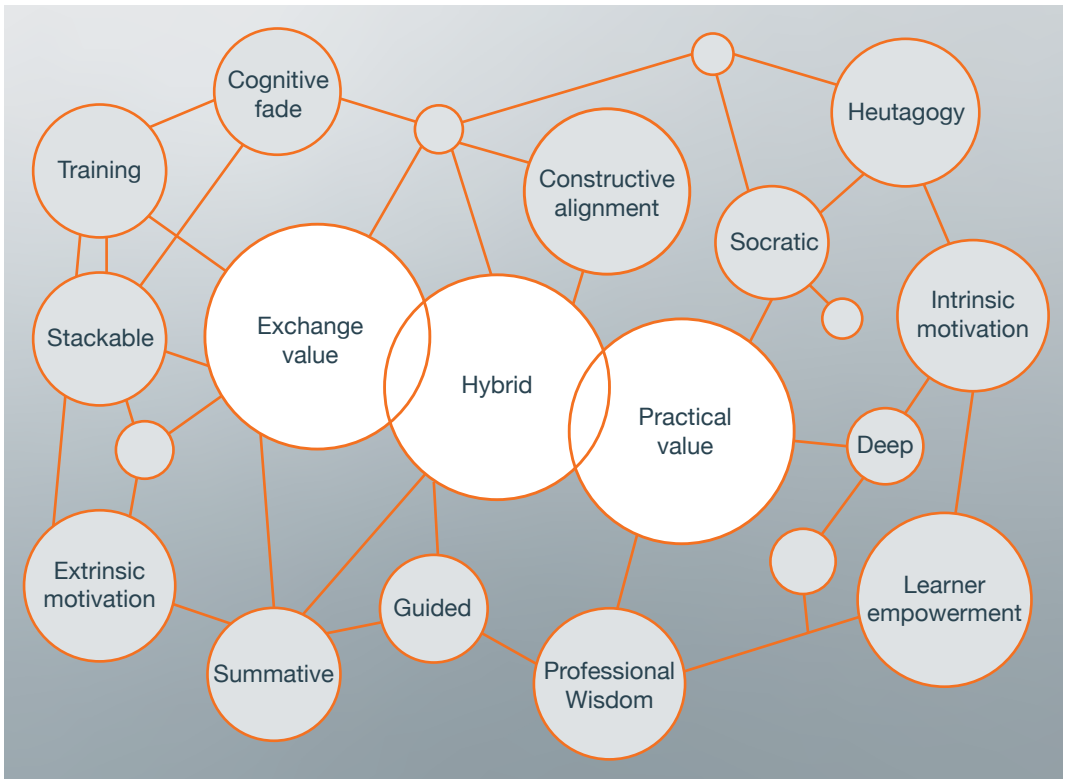 Cognitive
fade
Heutagogy
Training
Constructive
alignment
Socratic
Intrinsic
motivation
Stackable
Exchange
value
Hybrid
Practical
value
Deep
Extrinsic
motivation
Guided
Learner
empowerment
Summative
Professional
Wisdom